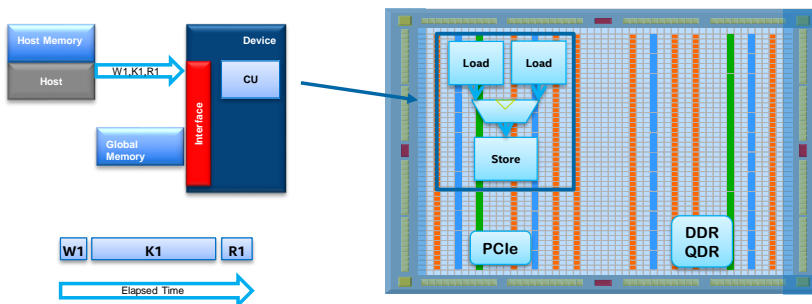 Host Memory
Host
W1,K1,R1
Device
CU
Interface
Global
Memory
W1
K1
R1
Elapsed Time
Load
Load
Store
PCIe
DDR
QDR